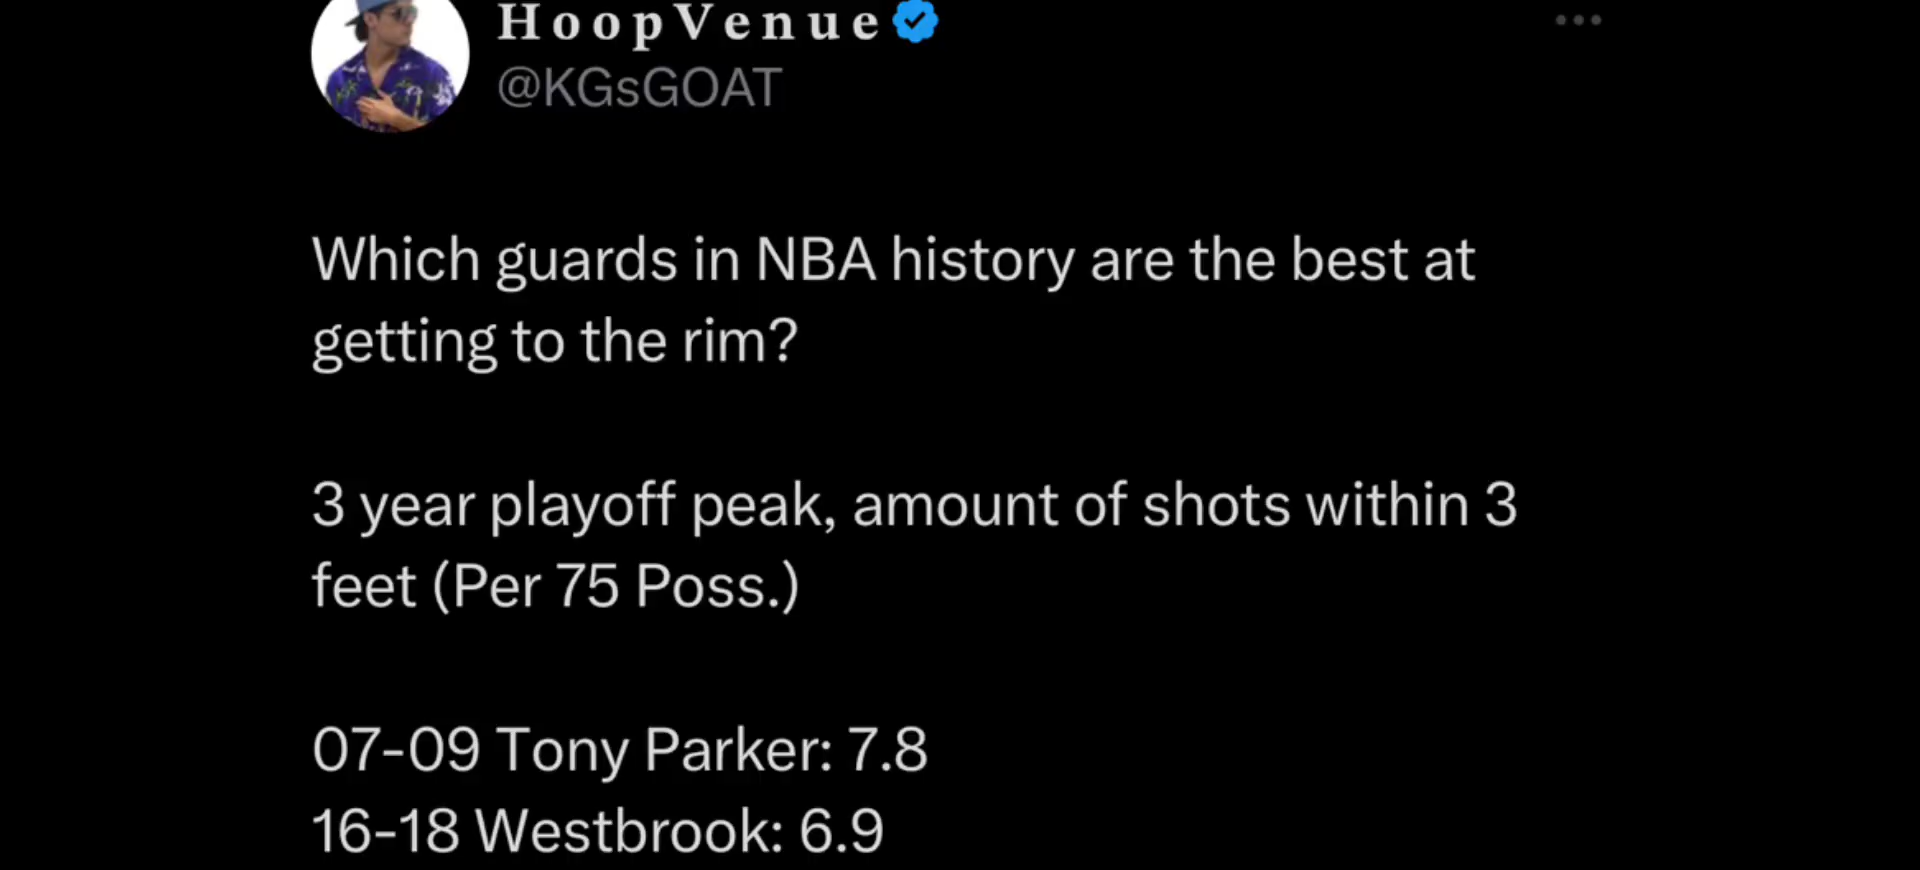 HoopVenue
@KGsGOAT
Which guards in NBA history are the best at
getting to the rim?
3 year playoff peak, amount of shots within 3
feet (Per 75 Poss.)
07-09 Tony Parker: 7.8
16-18 Westbrook: 6.9